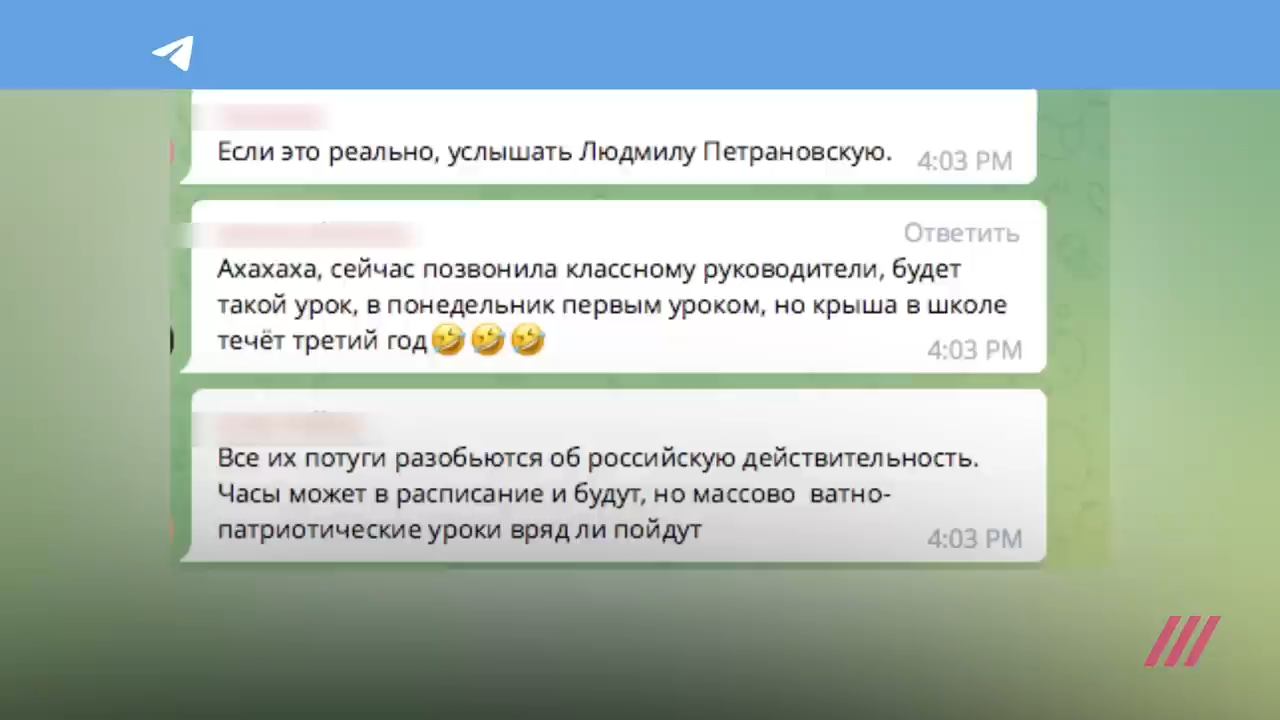 Если это реально, услышать Людмилу Петрановскую.
4:03 PM
Ответить
Ахахаха, сейчас позвонила классному руководители, будет
такой урок, в понедельник первым уроком, но крыша в школе
течёт третий год🤣🤣🤣
4:03 PM
Все их потуги разобьются об российскую действительность.
Часы может в расписание и будут, но массово ватно-
патриотические уроки вряд ли пойдут
4:03 PM